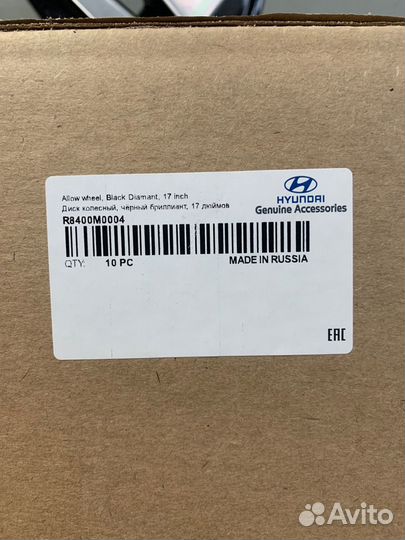 Allow wheel, Black Diamant, 17 inch
Диск колесный, чёрный бриллиант, 17 дюймов
R8400M0004
HYUNDAI
Genuine Accessories
QTY: 10 PC
MADE IN RUSSIA
EAC
Avito